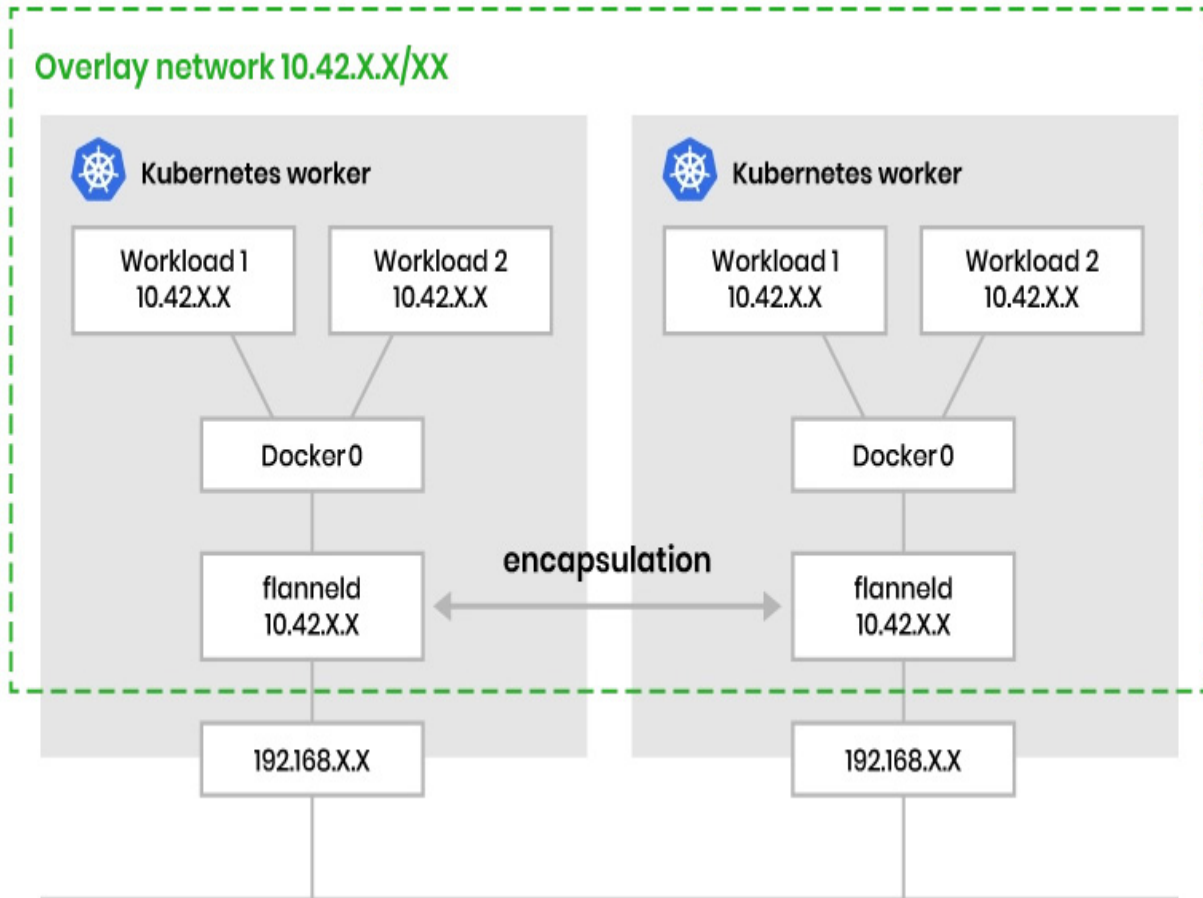 Overlay network 10.42.X.X/XX
Kubernetes worker
Workload 1
10.42.X.X
Workload 2
10.42.X.X
Docker0
flanneld
10.42.X.X
192.168.X.X
encapsulation
Kubernetes worker
Workload 1
10.42.X.X
Workload 2
10.42.X.X
Docker0
flanneld
10.42.X.X
192.168.X.X